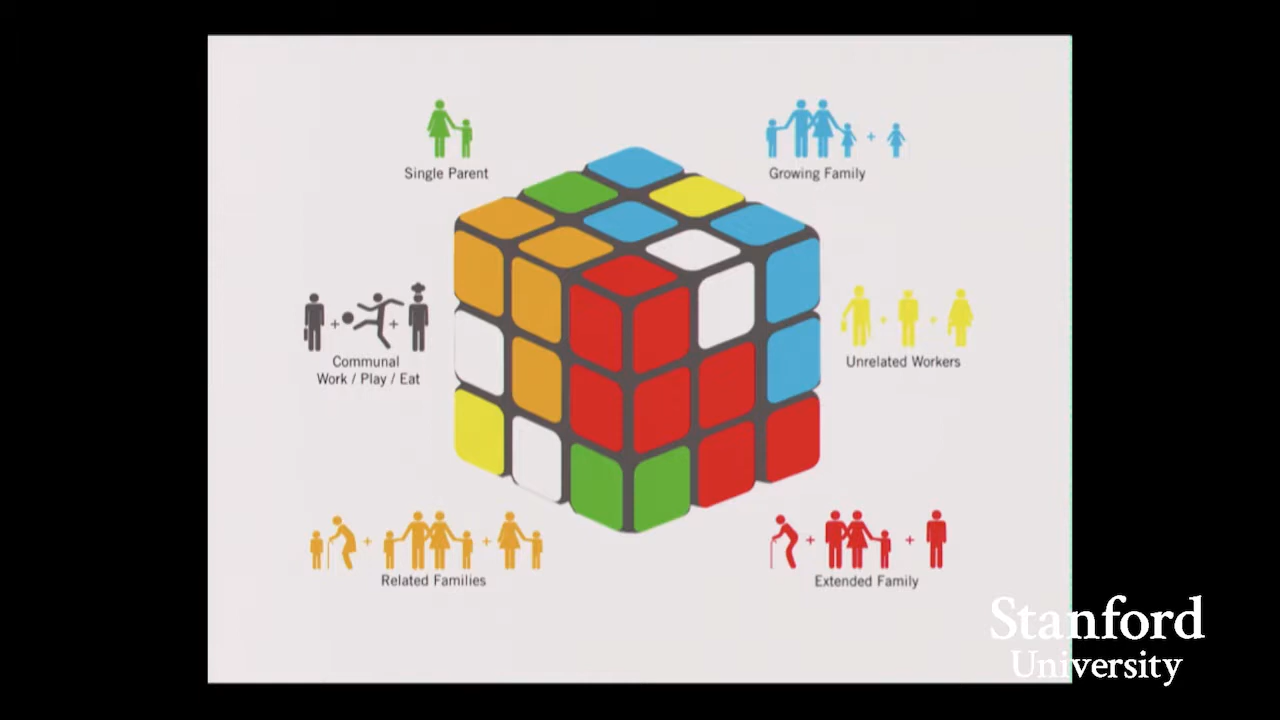 Single Parent
Growing Family
Communal
Work / Play / Eat
Unrelated Workers
Related Families
Extended Family
Stanford
University